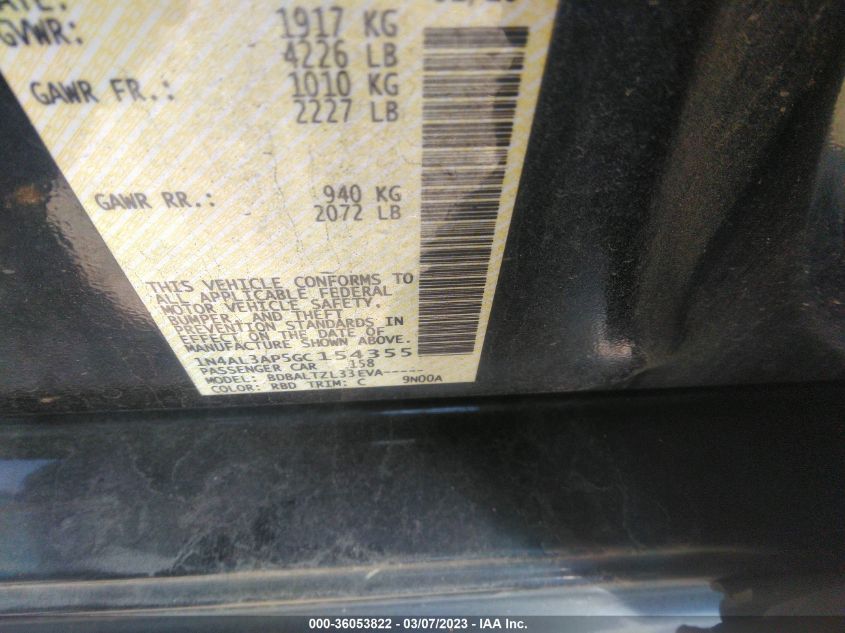 GVWR: 1917 KG
4226 LB
GAWR FR.: 1010 KG
2227 LB
GAWR RR.: 940 KG
2072 LB
THIS VEHICLE CONFORMS TO
ALL APPLICABLE FEDERAL
MOTOR VEHICLE SAFETY,
BUMPER, AND THEFT
PREVENTION STANDARDS IN
EFFECT ON THE DATE OF
MANUFACTURE SHOWN ABOVE.
1N4AL3AP5GC154355
PASSENGER CAR 158
MODEL: BDBALTZL33EVA-----
COLOR: RBD TRIM: C 9N00A
000-36053822 - 03/07/2023 - IAA Inc.